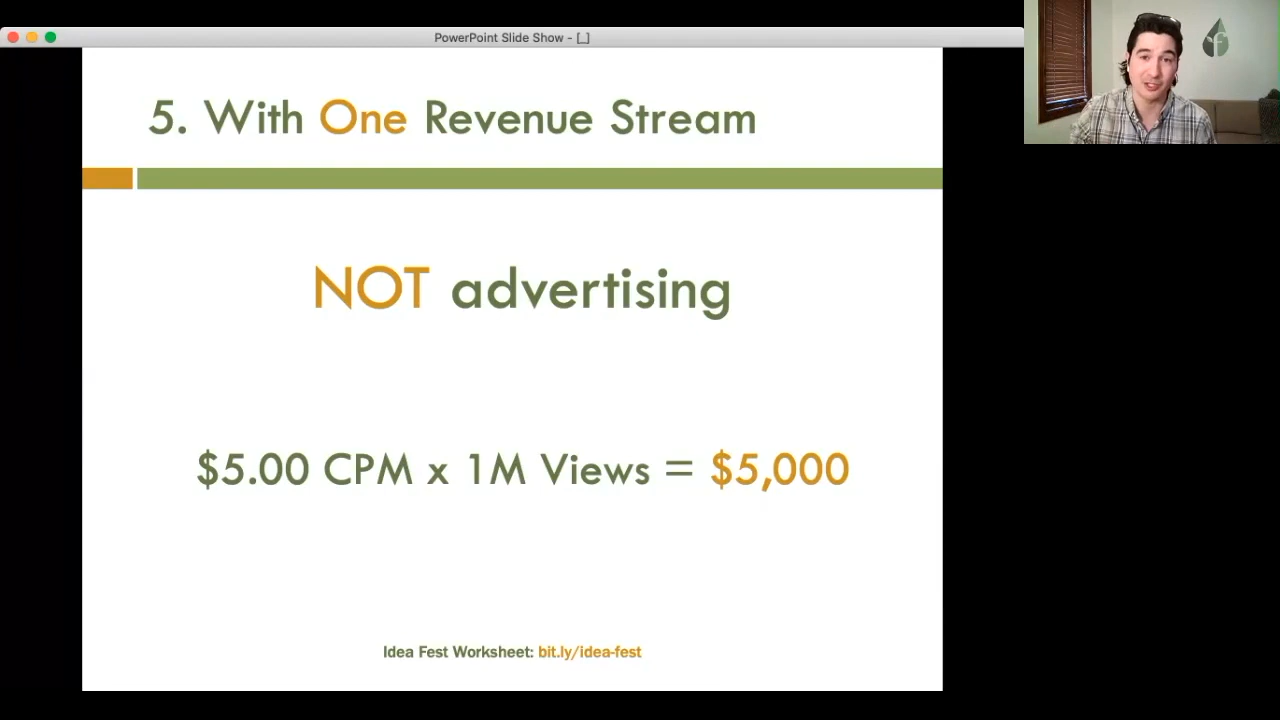 PowerPoint Slide Show - [_]
5. With One Revenue Stream
NOT advertising
$5.00 CPM x 1M Views = $5,000
Idea Fest Worksheet: bit.ly/idea-fest
f